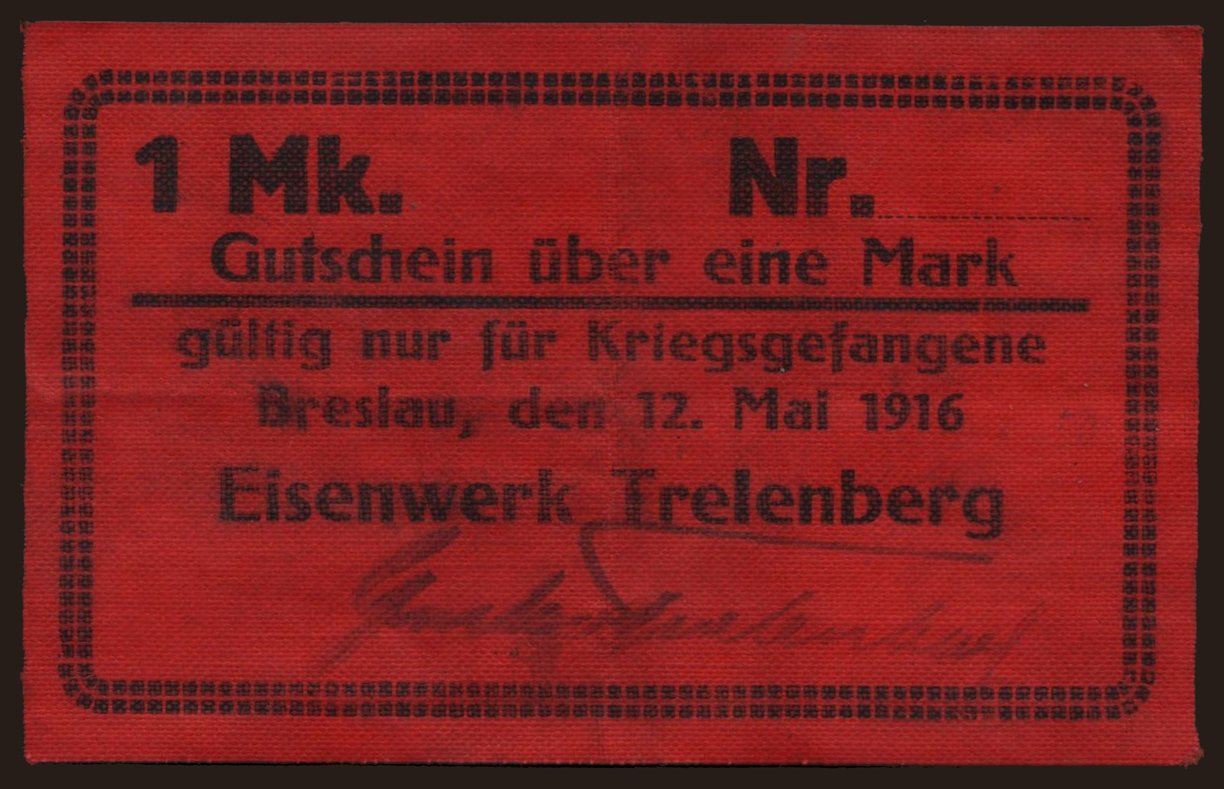 1 Mk. Nr.
Gutschein über eine Mark
gültig nur für Kriegsgefangene
Breslau, den 12. Mai 1916
Eisenwerk Trelenberg